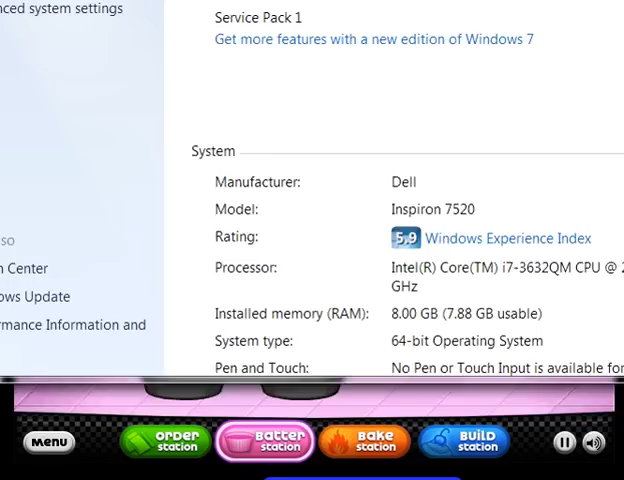 nced system settings
Service Pack 1
Get more features with a new edition of Windows 7
System
Manufacturer: Dell
Model: Inspiron 7520
Rating: 5.9 Windows Experience Index
Processor: Intel(R) Core(TM) i7-3632QM CPU @ 2
GHz
Installed memory (RAM): 8.00 GB (7.88 GB usable)
System type: 64-bit Operating System
Pen and Touch: No Pen or Touch Input is available for
so
n Center
ows Update
rmance Information and
MENU
ORDER
STATION
BATTER
STATION
BAKE
STATION
BUILD
STATION